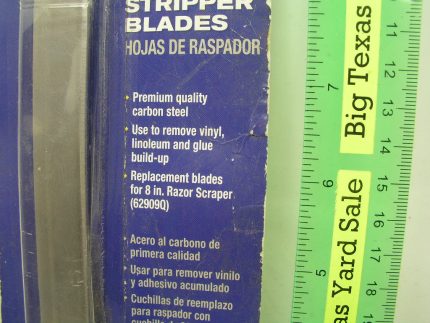 STRIPPER
BLADES
HOJAS DE RASPADOR
• Premium quality
carbon steel
• Use to remove vinyl,
linoleum and glue
build-up
• Replacement blades
for 8 in. Razor Scraper
(62909Q)
• Acero al carbono de
primera calidad
• Usar para remover vinilo
y adhesivo acumulado
• Cuchillas de reemplazo
para raspador con
Big Texas
as Yard Sale
7
6
5
11
12
13
14
15
16
17
18